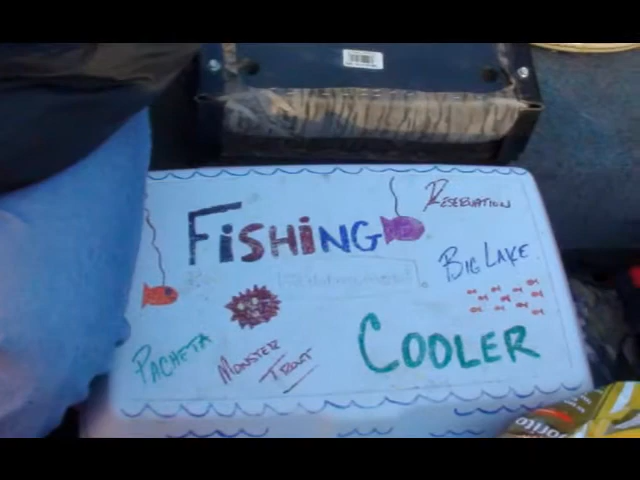 Reservation
Fishing
Big Lake
Cooler
Pacheta
Monster
Trout